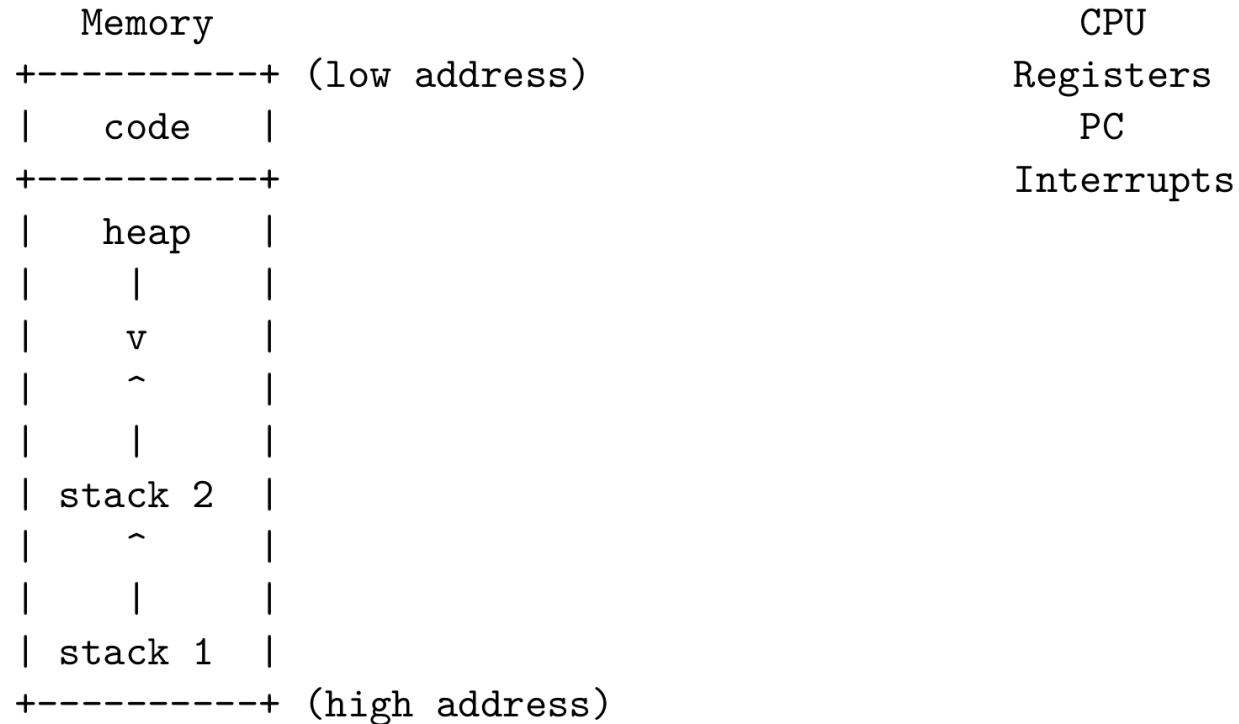 Memory                                        CPU
+-----------+ (low address)                   Registers
|   code    |                                    PC
+-----------+                                 Interrupts
|   heap    |
|     |     |
|     v     |
|     ^     |
|     |     |
|  stack 2  |
|     ^     |
|     |     |
|  stack 1  |
+-----------+ (high address)